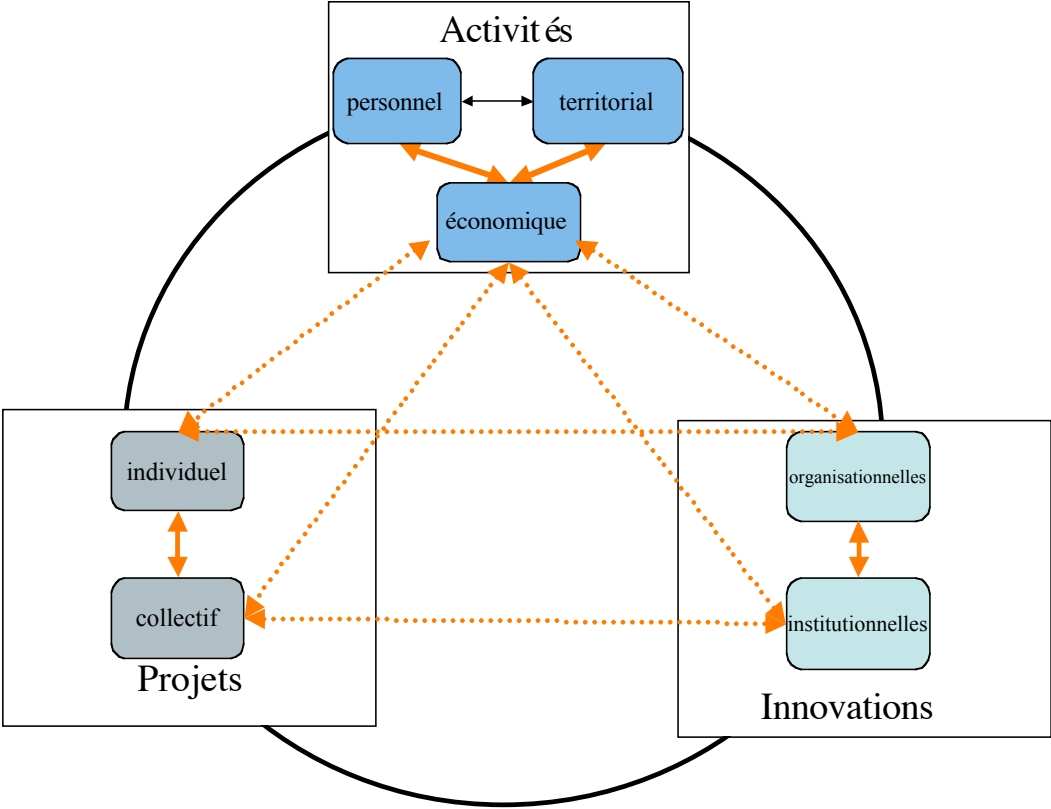 Activités
personnel
territorial
économique
individuel
organisationnelles
collectif
institutionnelles
Projets
Innovations